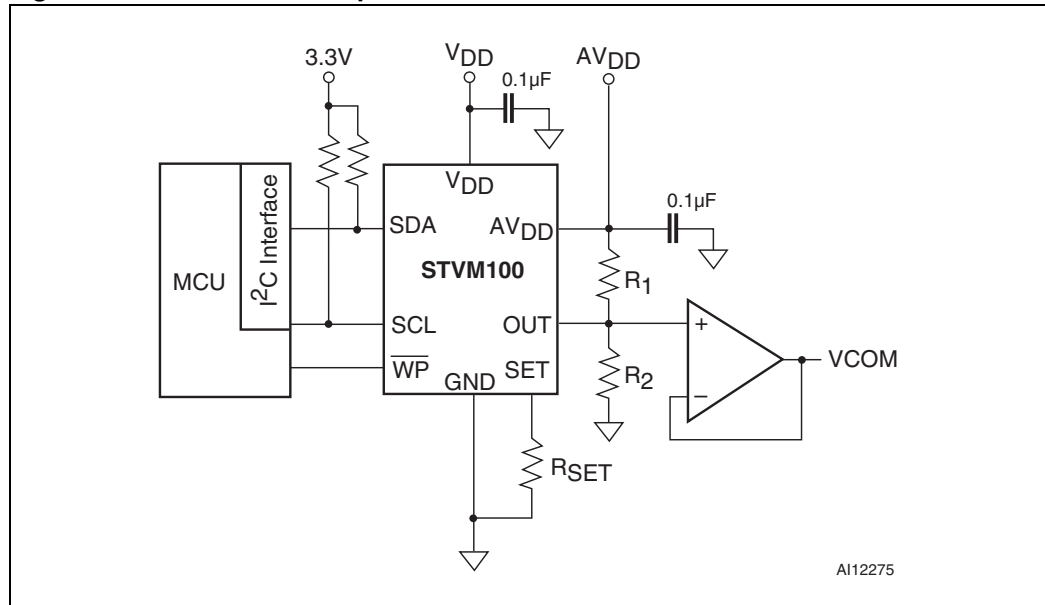 3.3V
VDD
AVDD
0.1µF
VDD
0.1µF
MCU
I2C Interface
SDA
AVDD
STVM100
R1
SCL
OUT
+
VCOM
WP
GND
SET
R2
−
RSET
AI12275